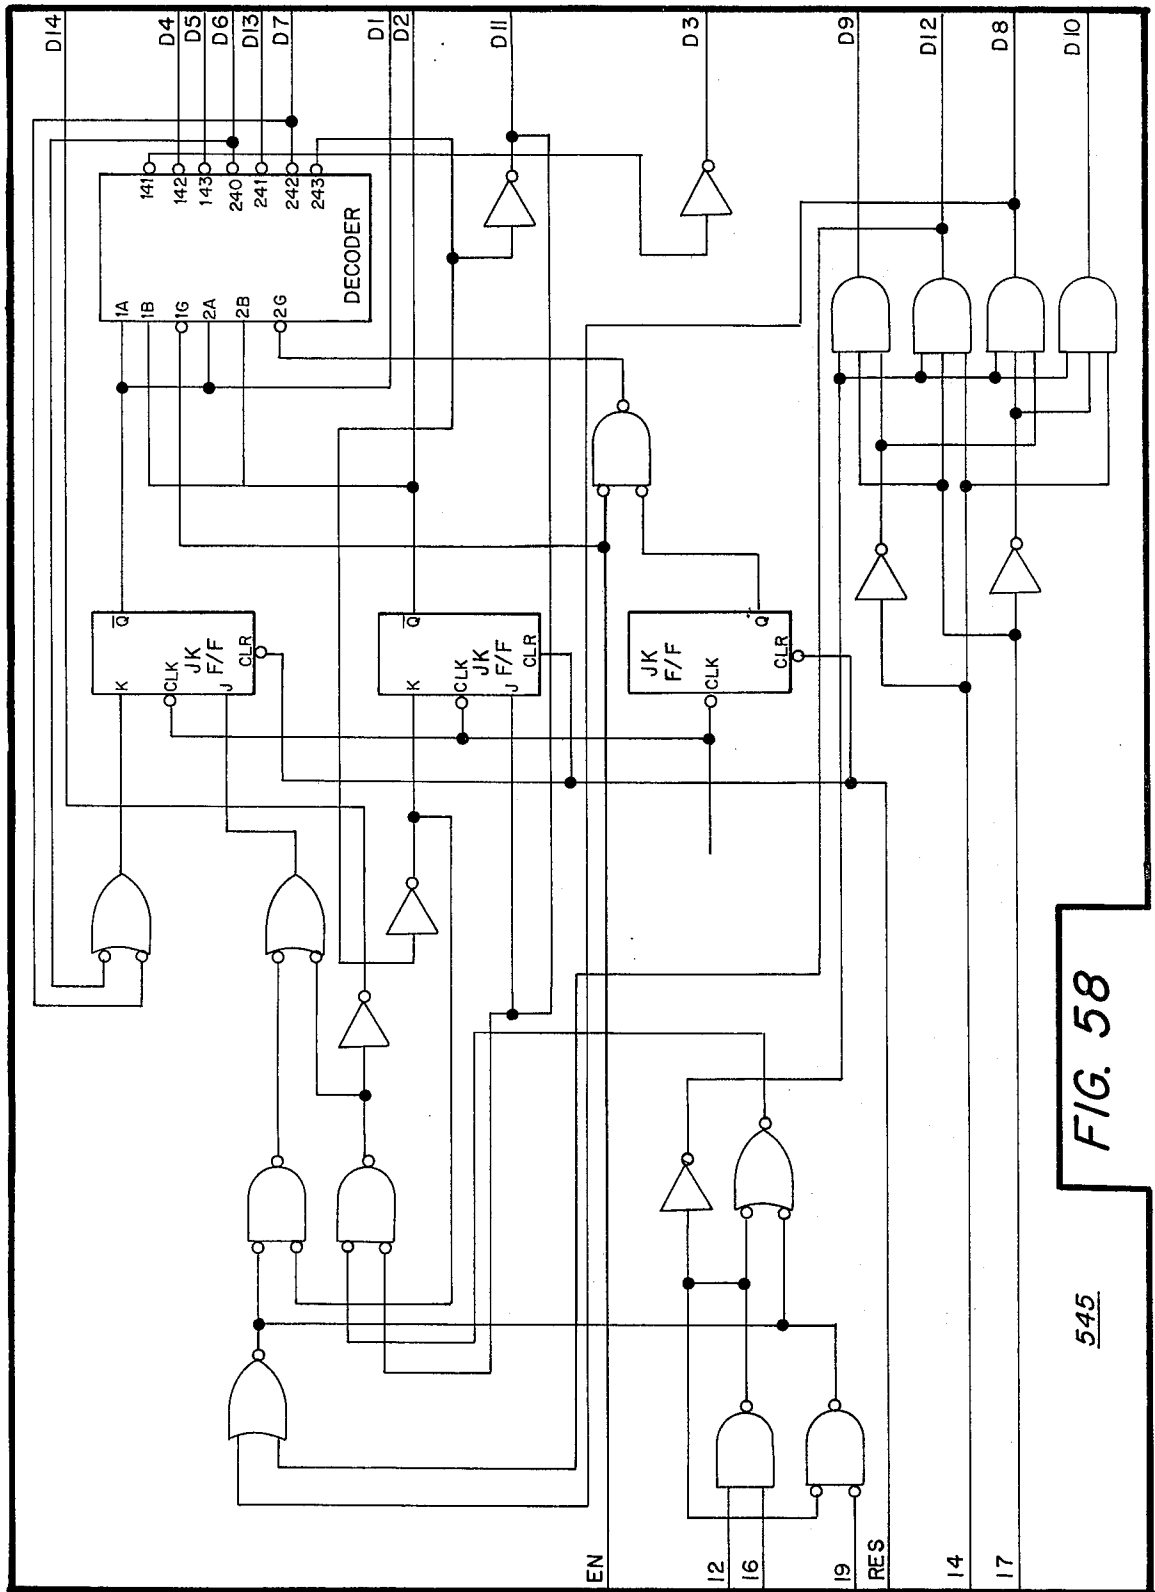 D14
D4
D5
D6
D13
D7
D1
D2
D11
D3
D9
D12
D8
D10
141
142
143
240
241
242
243
DECODER
1A
1B
1G
2A
2B
2G
Q
K
CLK
JK
F/F
J
CLR
Q
K
CLK
JK
F/F
J
CLR
Q
JK
F/F
CLK
CLR
EN
12
16
19
RES
14
17
FIG. 58
545